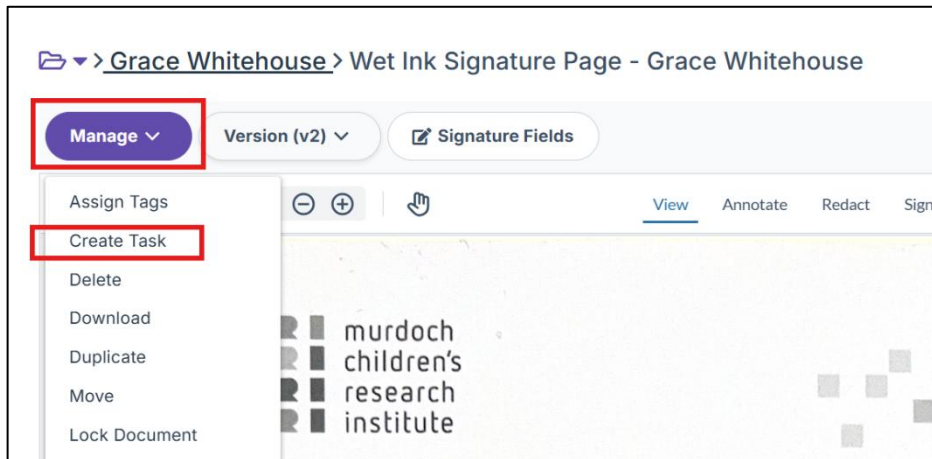 > Grace Whitehouse > Wet Ink Signature Page - Grace Whitehouse
Manage Version (v2) Signature Fields
View Annotate Redact Sign
Assign Tags
Create Task
Delete
Download
Duplicate
Move
Lock Document
murdoch
children's
research
institute